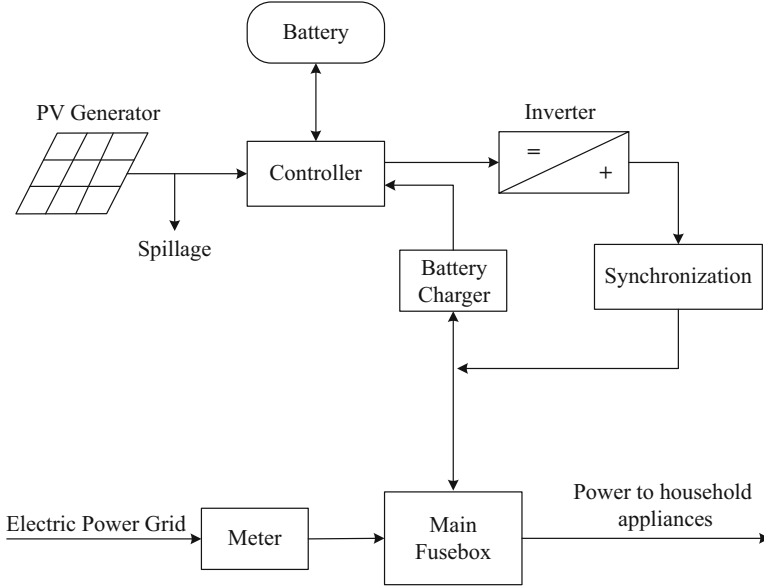 Battery
PV Generator
Inverter
Controller
=
+
Spillage
Battery
Charger
Synchronization
Electric Power Grid
Meter
Main
Fusebox
Power to household
appliances